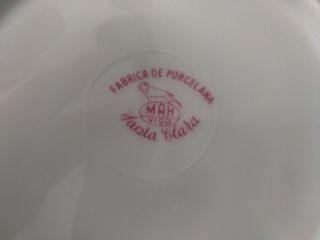 FABRICA DE PORCELANA
MAH
VIGO
Santa Clara